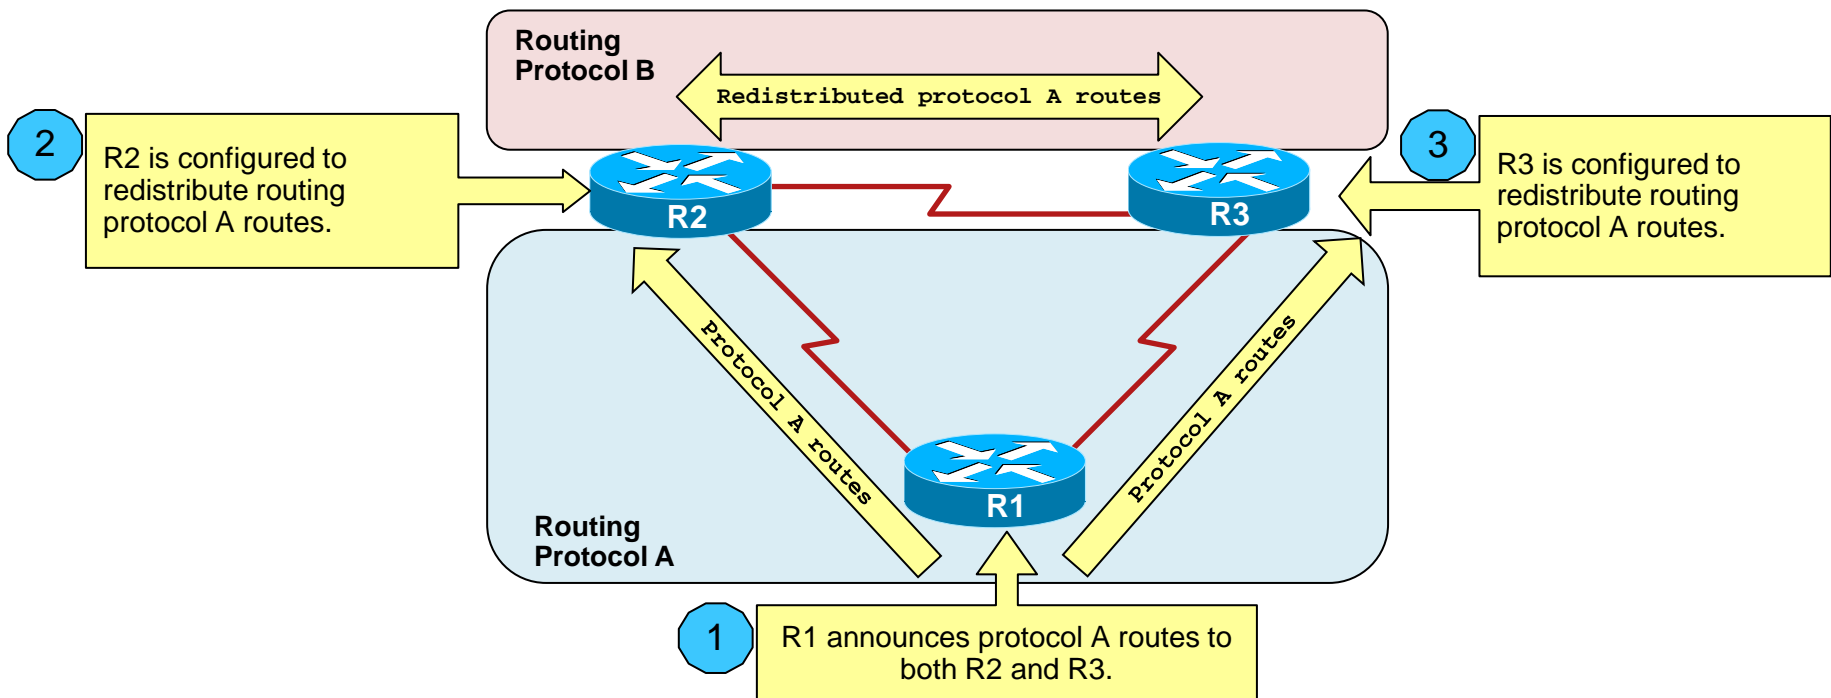 Routing
Protocol B
Redistributed protocol A routes
2
R2 is configured to
redistribute routing
protocol A routes.
3
R3 is configured to
redistribute routing
protocol A routes.
R2
R3
Protocol A routes
Protocol A routes
R1
Routing
Protocol A
1
R1 announces protocol A routes to
both R2 and R3.